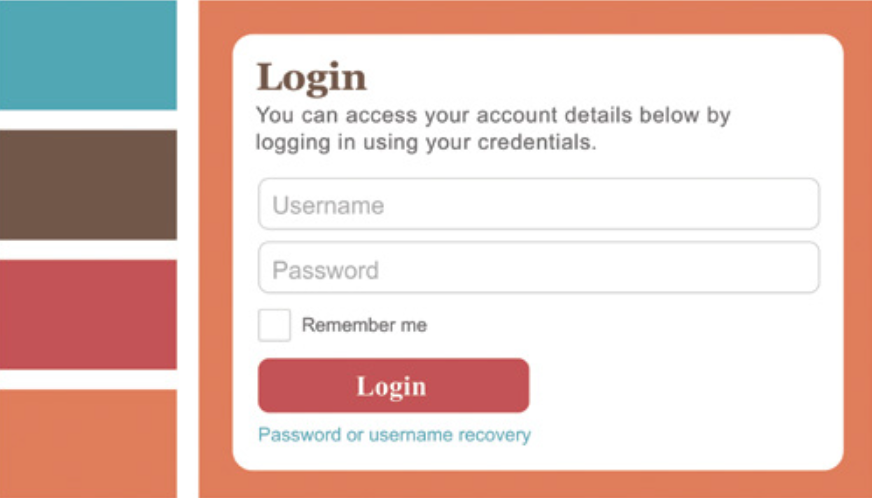 Login
You can access your account details below by
logging in using your credentials.
Username
Password
Remember me
Login
Password or username recovery